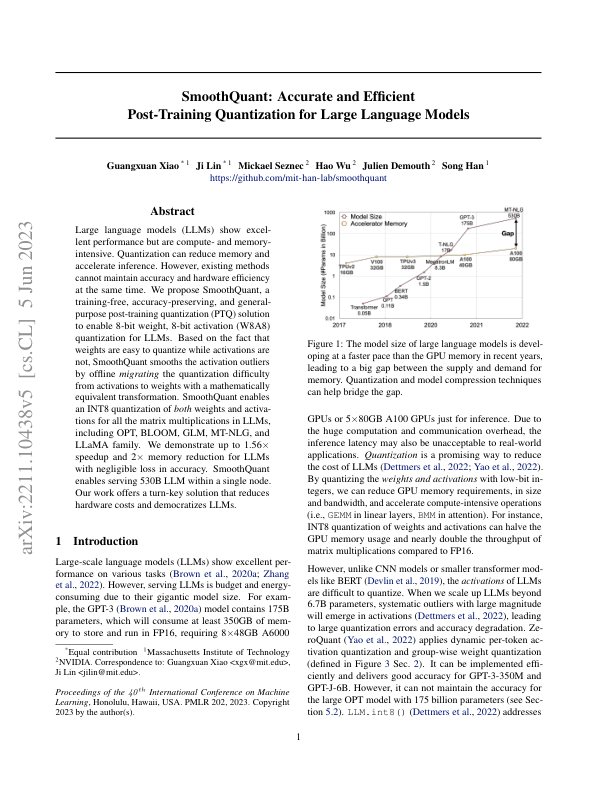 SmoothQuant: Accurate and Efficient
Post-Training Quantization for Large Language Models
Guangxuan Xiao * 1 Ji Lin * 1 Mickael Seznec 2 Hao Wu 2 Julien Demouth 2 Song Han 1
https://github.com/mit-han-lab/smoothquant
arXiv:2211.10438v5 [cs.CL] 5 Jun 2023
Abstract
Large language models (LLMs) show excel-
lent performance but are compute- and memory-
intensive. Quantization can reduce memory and
accelerate inference. However, existing methods
cannot maintain accuracy and hardware efficiency
at the same time. We propose SmoothQuant, a
training-free, accuracy-preserving, and general-
purpose post-training quantization (PTQ) solution
to enable 8-bit weight, 8-bit activation (W8A8)
quantization for LLMs. Based on the fact that
weights are easy to quantize while activations are
not, SmoothQuant smooths the activation outliers
by offline migrating the quantization difficulty
from activations to weights with a mathematically
equivalent transformation. SmoothQuant enables
an INT8 quantization of both weights and activa-
tions for all the matrix multiplications in LLMs,
including OPT, BLOOM, GLM, MT-NLG, and
LLaMA family. We demonstrate up to 1.56×
speedup and 2× memory reduction for LLMs
with negligible loss in accuracy. SmoothQuant
enables serving 530B LLM within a single node.
Our work offers a turn-key solution that reduces
hardware costs and democratizes LLMs.
1 Introduction
Large-scale language models (LLMs) show excellent per-
formance on various tasks (Brown et al., 2020a; Zhang
et al., 2022). However, serving LLMs is budget and energy-
consuming due to their gigantic model size. For exam-
ple, the GPT-3 (Brown et al., 2020a) model contains 175B
parameters, which will consume at least 350GB of mem-
ory to store and run in FP16, requiring 8×48GB A6000
*Equal contribution 1Massachusetts Institute of Technology
2NVIDIA. Correspondence to: Guangxuan Xiao <xgx@mit.edu>,
Ji Lin <jilin@mit.edu>.
Proceedings of the 40th International Conference on Machine
Learning, Honolulu, Hawaii, USA. PMLR 202, 2023. Copyright
2023 by the author(s).
Model Size (#Params in Billion)
1000
100
10
1
0.1
0.01
Model Size
Accelerator Memory
TPUv2
16GB
V100
32GB
TPUv3
32GB
A100
40GB
A100
80GB
Transformer
0.05B
GPT
0.11B
BERT
0.34B
GPT-2
1.5B
MegatronLM
8.3B
T-NLG
17B
GPT-3
175B
MT-NLG
530B
Gap
2017 2018 2019 2020 2021 2022
Figure 1: The model size of large language models is devel-
oping at a faster pace than the GPU memory in recent years,
leading to a big gap between the supply and demand for
memory. Quantization and model compression techniques
can help bridge the gap.
GPUs or 5×80GB A100 GPUs just for inference. Due to
the huge computation and communication overhead, the
inference latency may also be unacceptable to real-world
applications. Quantization is a promising way to reduce
the cost of LLMs (Dettmers et al., 2022; Yao et al., 2022).
By quantizing the weights and activations with low-bit in-
tegers, we can reduce GPU memory requirements, in size
and bandwidth, and accelerate compute-intensive operations
(i.e., GEMM in linear layers, BMM in attention). For instance,
INT8 quantization of weights and activations can halve the
GPU memory usage and nearly double the throughput of
matrix multiplications compared to FP16.
However, unlike CNN models or smaller transformer mod-
els like BERT (Devlin et al., 2019), the activations of LLMs
are difficult to quantize. When we scale up LLMs beyond
6.7B parameters, systematic outliers with large magnitude
will emerge in activations (Dettmers et al., 2022), leading
to large quantization errors and accuracy degradation. Ze-
roQuant (Yao et al., 2022) applies dynamic per-token ac-
tivation quantization and group-wise weight quantization
(defined in Figure 3 Sec. 2). It can be implemented effi-
ciently and delivers good accuracy for GPT-3-350M and
GPT-J-6B. However, it can not maintain the accuracy for
the large OPT model with 175 billion parameters (see Sec-
tion 5.2). LLM.int8() (Dettmers et al., 2022) addresses
1